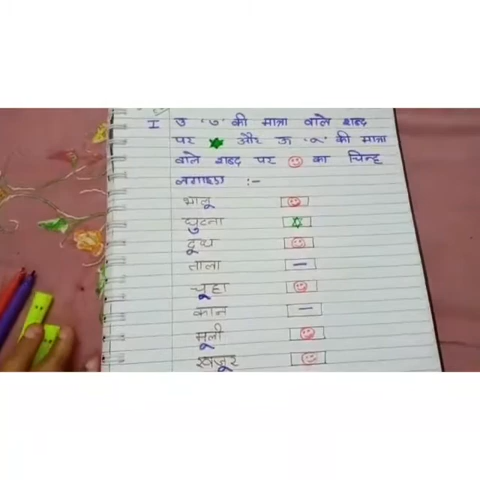 I उ 'ु' की मात्रा वाले शब्द
पर और ऊ 'ू' की मात्रा
वाले शब्द पर का चिन्ह
लगाइए :-
भालू
घुटना
दूध
ताला —
चूहा
कान —
मूली
खजूर